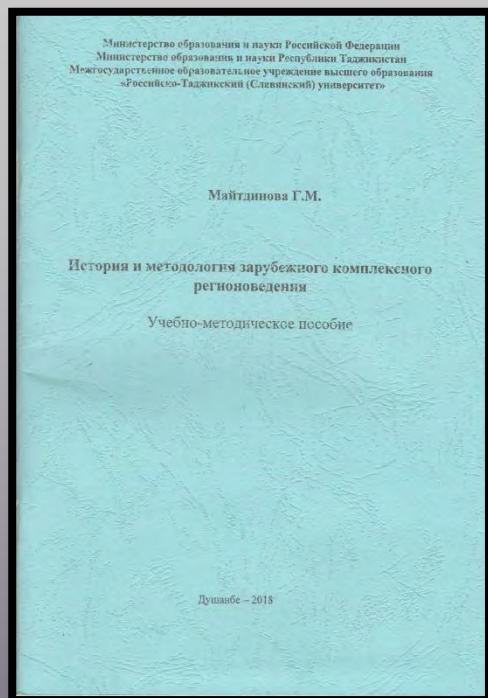 Министерство образования и науки Российской Федерации
Министерство образования и науки Республики Таджикистан
Межгосударственное образовательное учреждение высшего образования
«Российско-Таджикский (Славянский) университет»
Майтдинова Г.М.
История и методология зарубежного комплексного
регионоведения
Учебно-методическое пособие
Душанбе – 2018